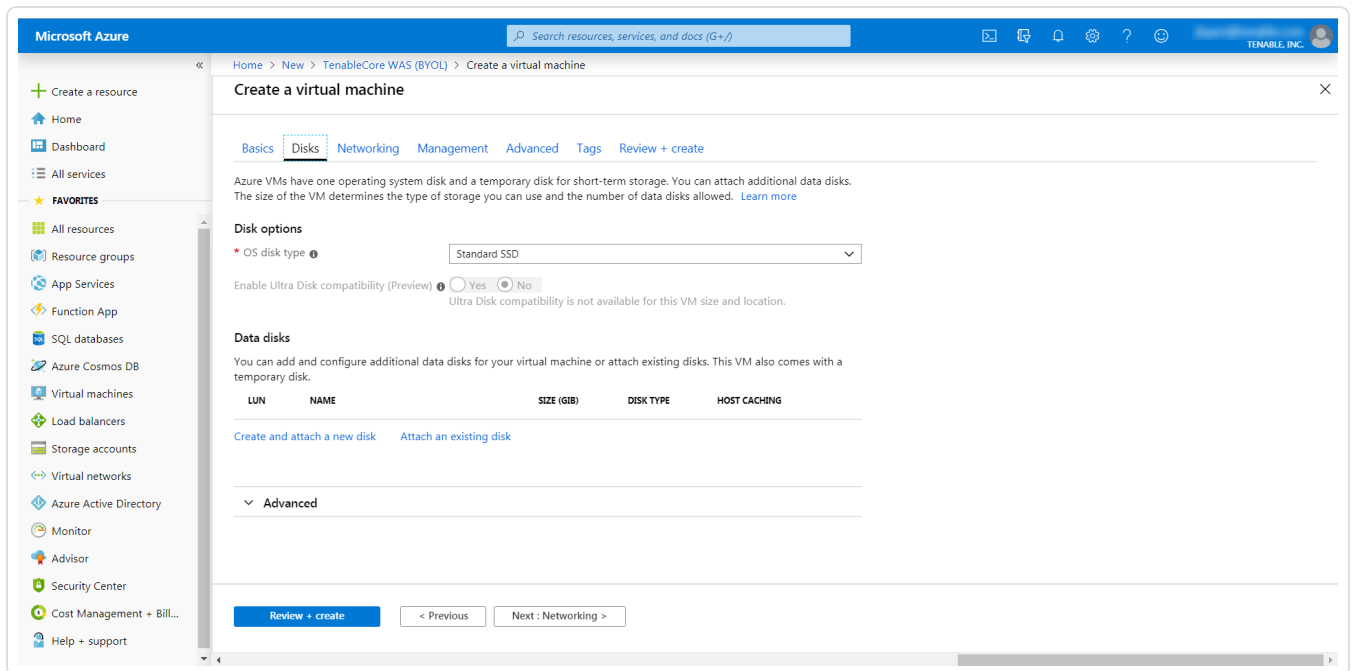 Microsoft Azure
Search resources, services, and docs (G+/)
TENABLE, INC.
«
Create a resource
Home
Dashboard
All services
FAVORITES
All resources
Resource groups
App Services
Function App
SQL databases
Azure Cosmos DB
Virtual machines
Load balancers
Storage accounts
Virtual networks
Azure Active Directory
Monitor
Advisor
Security Center
Cost Management + Bill...
Help + support
Home > New > TenableCore WAS (BYOL) > Create a virtual machine
Create a virtual machine
Basics Disks Networking Management Advanced Tags Review + create
Azure VMs have one operating system disk and a temporary disk for short-term storage. You can attach additional data disks.
The size of the VM determines the type of storage you can use and the number of data disks allowed. Learn more
Disk options
* OS disk type Standard SSD
Enable Ultra Disk compatibility (Preview) Yes No
Ultra Disk compatibility is not available for this VM size and location.
Data disks
You can add and configure additional data disks for your virtual machine or attach existing disks. This VM also comes with a
temporary disk.
LUN NAME SIZE (GIB) DISK TYPE HOST CACHING
Create and attach a new disk Attach an existing disk
Advanced
Review + create < Previous Next : Networking >